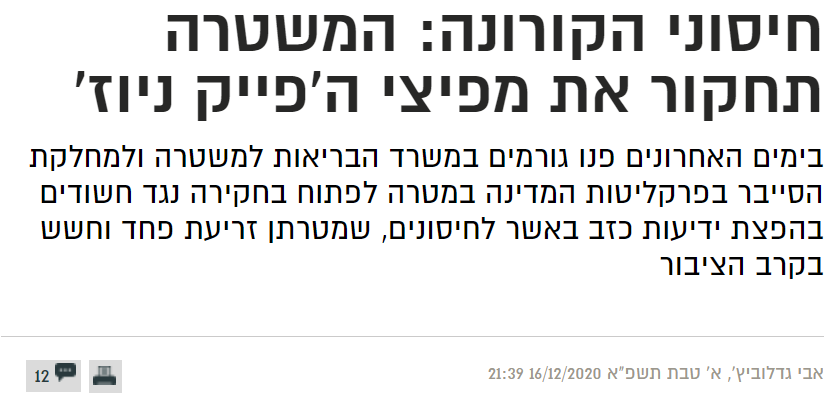 חיסוני הקורונה: המשטרה
תחקור את מפיצי ה'פייק ניוז'
בימים האחרונים פנו גורמים במשרד הבריאות למשטרה ולמחלקת
הסייבר בפרקליטות המדינה במטרה לפתוח בחקירה נגד חשודים
בהפצת ידיעות כזב באשר לחיסונים, שמטרתן זריעת פחד וחשש
בקרב הציבור
אבי גדלוביץ', א' טבת תשפ"א 16/12/2020 21:39
12